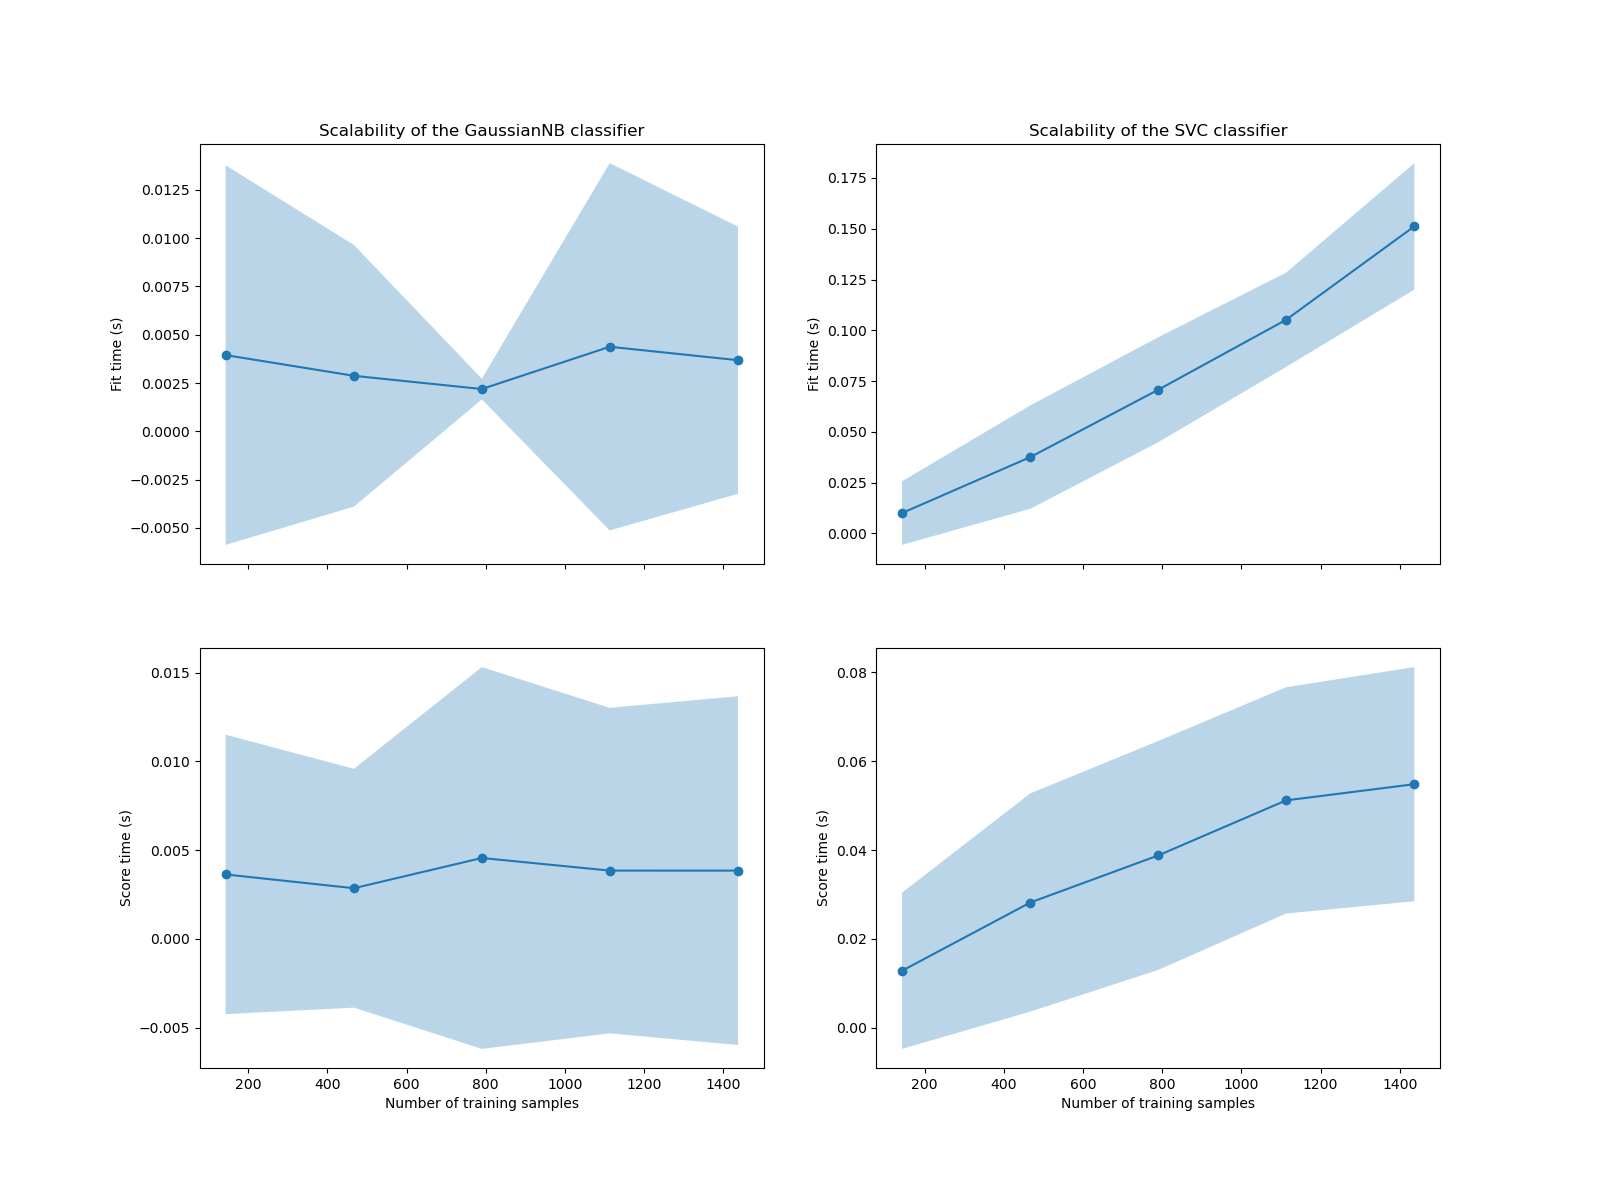 Scalability of the GaussianNB classifier
0.0125
0.0100
0.0075
0.0050
0.0025
0.0000
−0.0025
−0.0050
Fit time (s)
Scalability of the SVC classifier
0.175
0.150
0.125
0.100
0.075
0.050
0.025
0.000
Fit time (s)
0.015
0.010
0.005
0.000
−0.005
Score time (s)
200 400 600 800 1000 1200 1400
Number of training samples
0.08
0.06
0.04
0.02
0.00
Score time (s)
200 400 600 800 1000 1200 1400
Number of training samples